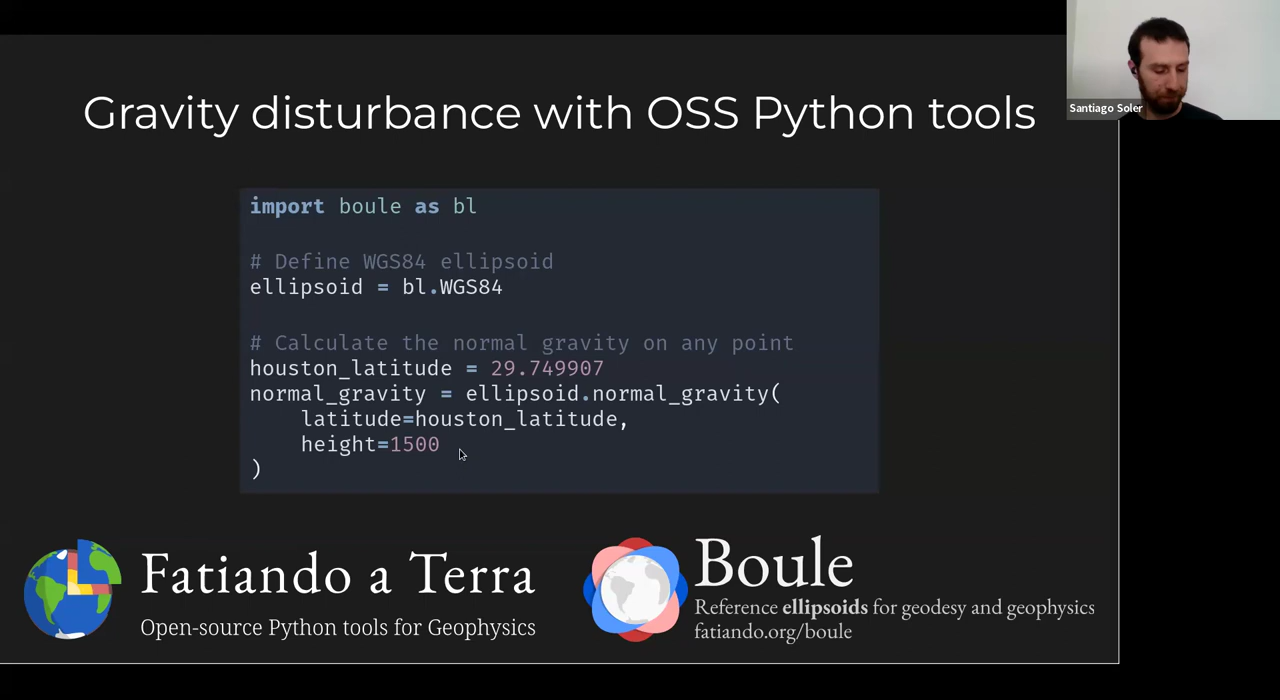 Gravity disturbance with OSS Python tools
Santiago Soler
import boule as bl
# Define WGS84 ellipsoid
ellipsoid = bl.WGS84
# Calculate the normal gravity on any point
houston_latitude = 29.749907
normal_gravity = ellipsoid.normal_gravity(
    latitude=houston_latitude,
    height=1500
)
Fatiando a Terra
Open-source Python tools for Geophysics
Boule
Reference ellipsoids for geodesy and geophysics
fatiando.org/boule